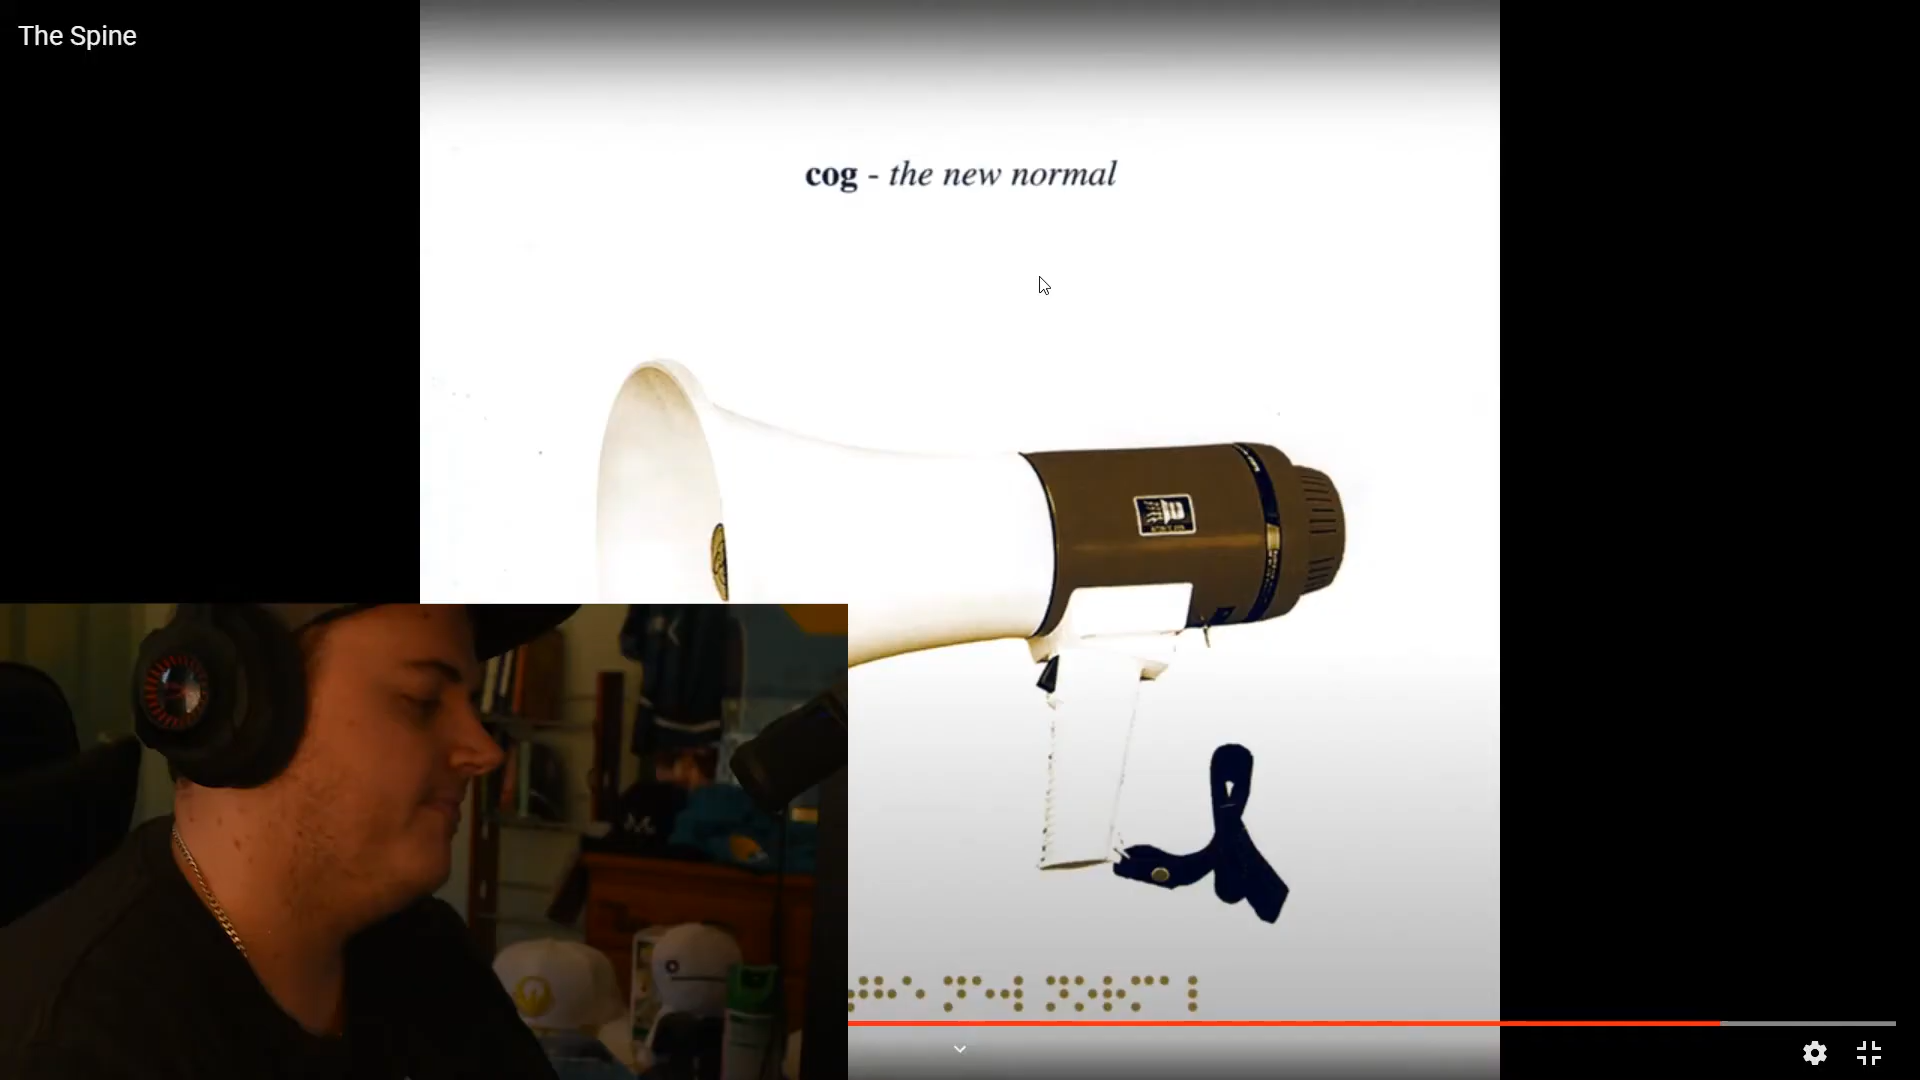 The Spine
cog - the new normal